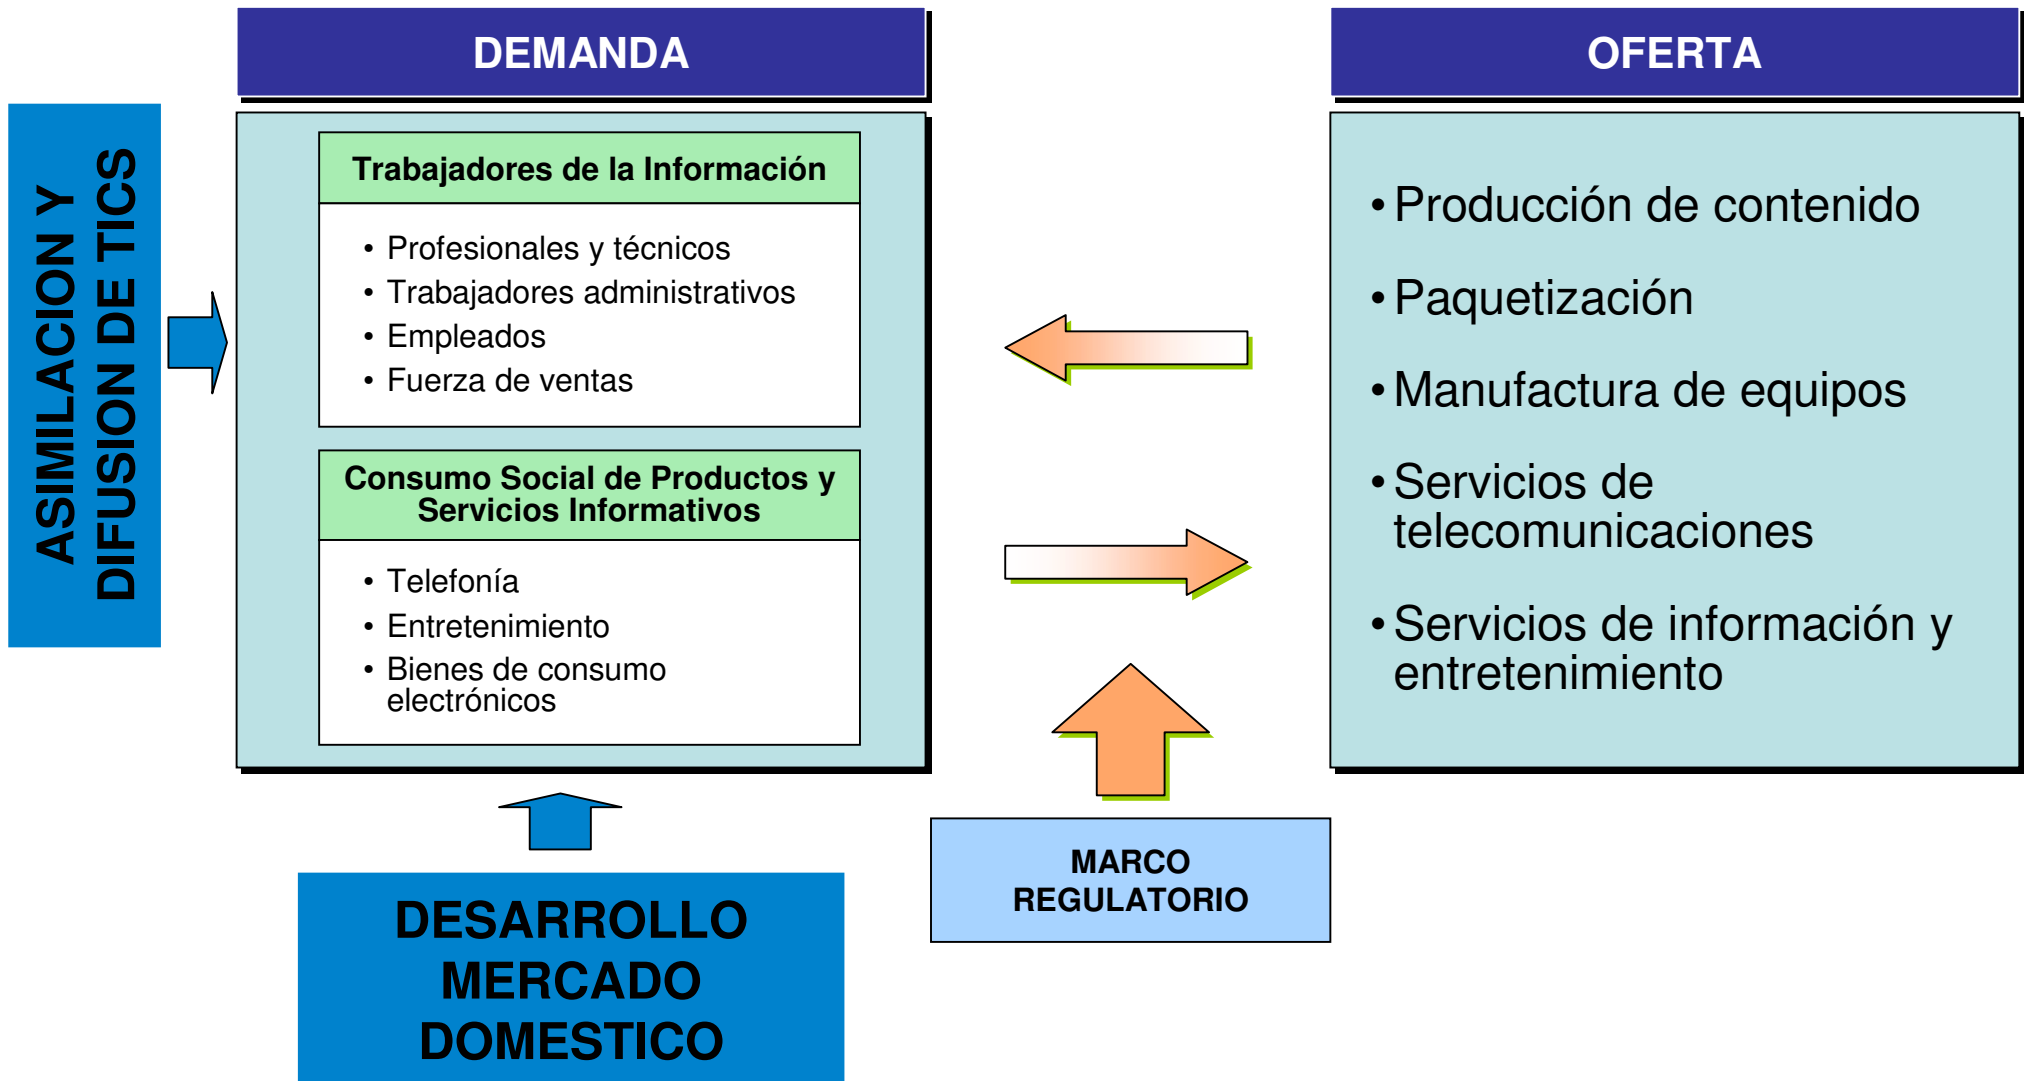 DEMANDA
OFERTA
ASIMILACION Y
DIFUSION DE TICS
Trabajadores de la Información
• Profesionales y técnicos
• Trabajadores administrativos
• Empleados
• Fuerza de ventas
Consumo Social de Productos y
Servicios Informativos
• Telefonía
• Entretenimiento
• Bienes de consumo
electrónicos
• Producción de contenido
• Paquetización
• Manufactura de equipos
• Servicios de
telecomunicaciones
• Servicios de información y
entretenimiento
MARCO
REGULATORIO
DESARROLLO
MERCADO
DOMESTICO